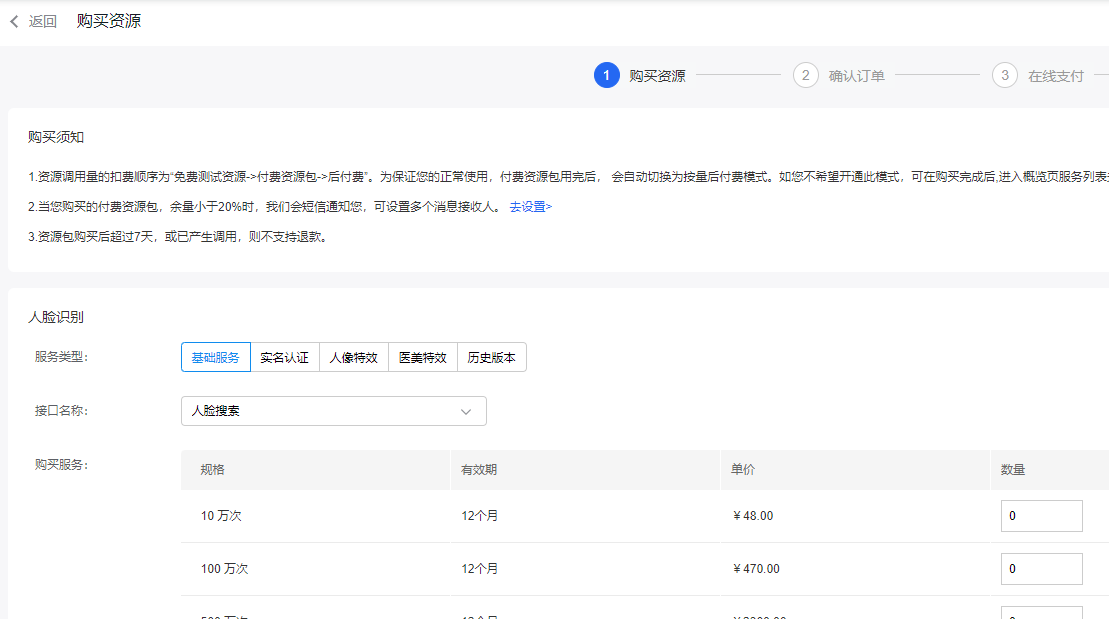 返回 购买资源
1 购买资源 2 确认订单 3 在线支付
购买须知
1.资源调用量的扣费顺序为“免费测试资源->付费资源包->后付费”。为保证您的正常使用，付费资源包用完后， 会自动切换为按量后付费模式。如您不希望开通此模式，可在购买完成后,进入概览页服务列表
2.当您购买的付费资源包，余量小于20%时，我们会短信通知您，可设置多个消息接收人。 去设置>
3.资源包购买后超过7天，或已产生调用，则不支持退款。
人脸识别
服务类型： 基础服务 实名认证 人像特效 医美特效 历史版本
接口名称： 人脸搜索
购买服务： 规格 有效期 单价 数量
10 万次 12个月 ￥48.00 0
100 万次 12个月 ￥470.00 0